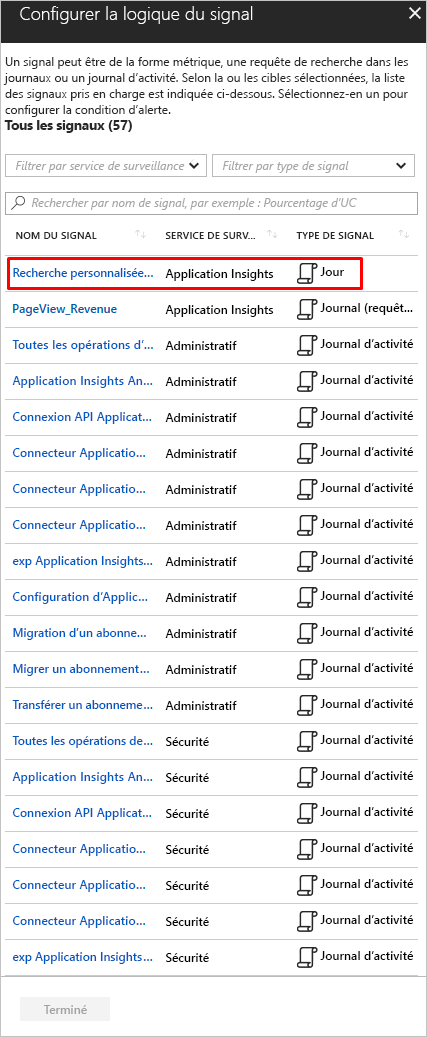 Configurer la logique du signal
Un signal peut être de la forme métrique, une requête de recherche dans les
journaux ou un journal d'activité. Selon la ou les cibles sélectionnées, la liste
des signaux pris en charge est indiquée ci-dessous. Sélectionnez-en un pour
configurer la condition d'alerte.
Tous les signaux (57)
Filtrer par service de surveillance
Filtrer par type de signal
Rechercher par nom de signal, par exemple : Pourcentage d'UC
NOM DU SIGNAL SERVICE DE SURV... TYPE DE SIGNAL
Recherche personnalisée... Application Insights Jour
PageView_Revenue Application Insights Journal (requêt...
Toutes les opérations d'... Administratif Journal d'activité
Application Insights An... Administratif Journal d'activité
Connexion API Applicat... Administratif Journal d'activité
Connecteur Applicatio... Administratif Journal d'activité
Connecteur Applicatio... Administratif Journal d'activité
Connecteur Applicatio... Administratif Journal d'activité
exp Application Insights... Administratif Journal d'activité
Configuration d'Applic... Administratif Journal d'activité
Migration d'un abonne... Administratif Journal d'activité
Migrer un abonnement... Administratif Journal d'activité
Transférer un abonneme... Administratif Journal d'activité
Toutes les opérations de... Sécurité Journal d'activité
Application Insights An... Sécurité Journal d'activité
Connexion API Applicat... Sécurité Journal d'activité
Connecteur Applicatio... Sécurité Journal d'activité
Connecteur Applicatio... Sécurité Journal d'activité
Connecteur Applicatio... Sécurité Journal d'activité
exp Application Insights... Sécurité Journal d'activité
Terminé